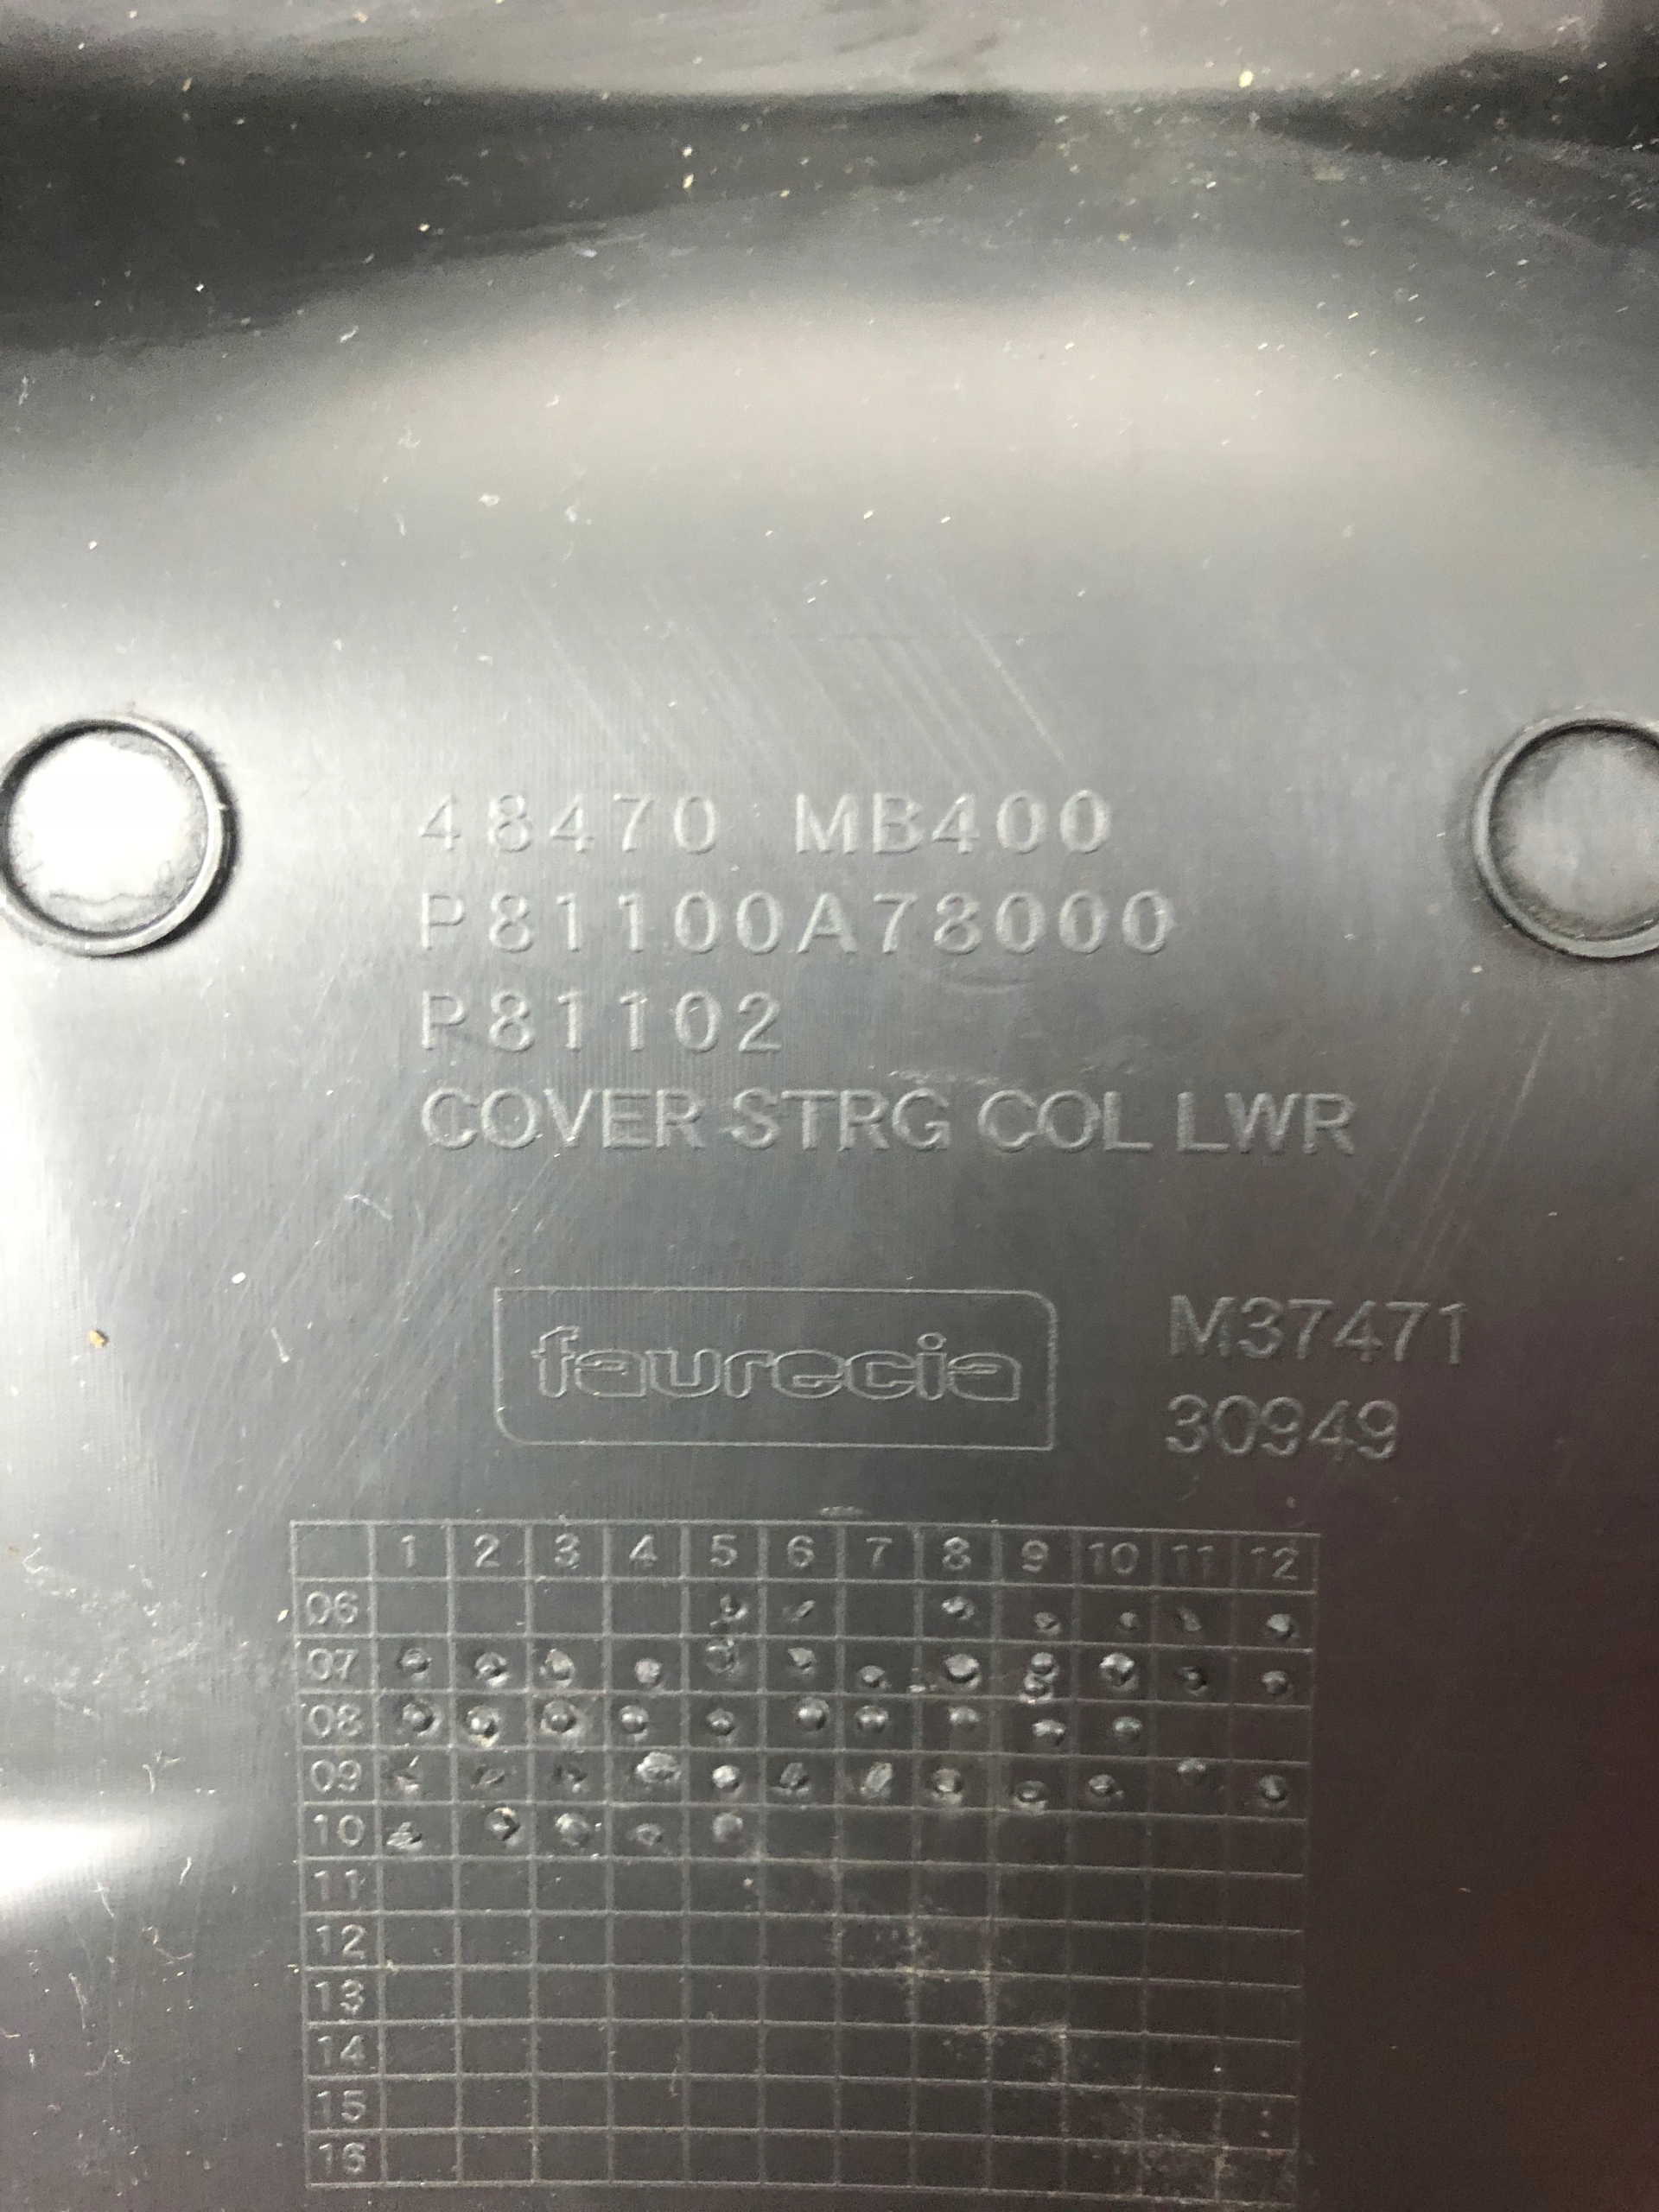 48470 MB400
P81100A78000
P81102
COVER STRG COL LWR
faurecia
M37471
30949
1 2 3 4 5 6 7 8 9 10 11 12
06
07
08
09
10
11
12
13
14
15
16